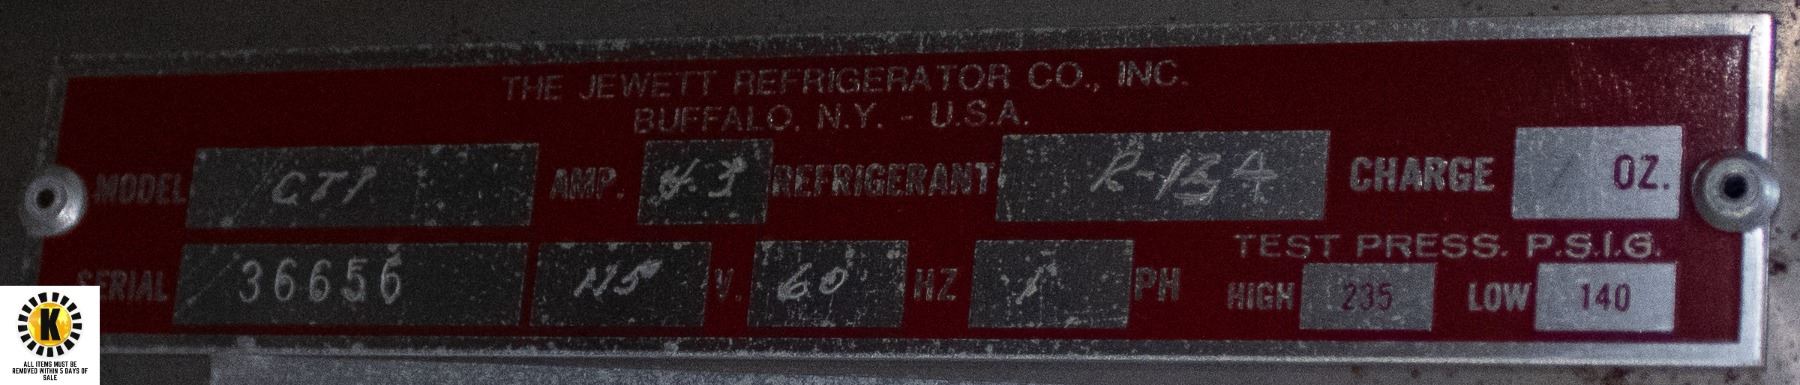 THE JEWETT REFRIGERATOR CO., INC.
BUFFALO, N.Y. - U.S.A.
MODEL CT1 AMP. 4.3 REFRIGERANT R-134 CHARGE OZ.
SERIAL 36656 115 V. 60 HZ 1 PH
TEST PRESS. P.S.I.G.
HIGH 235 LOW 140
K
ALL ITEMS MUST BE
REMOVED WITHIN 5 DAYS OF
SALE